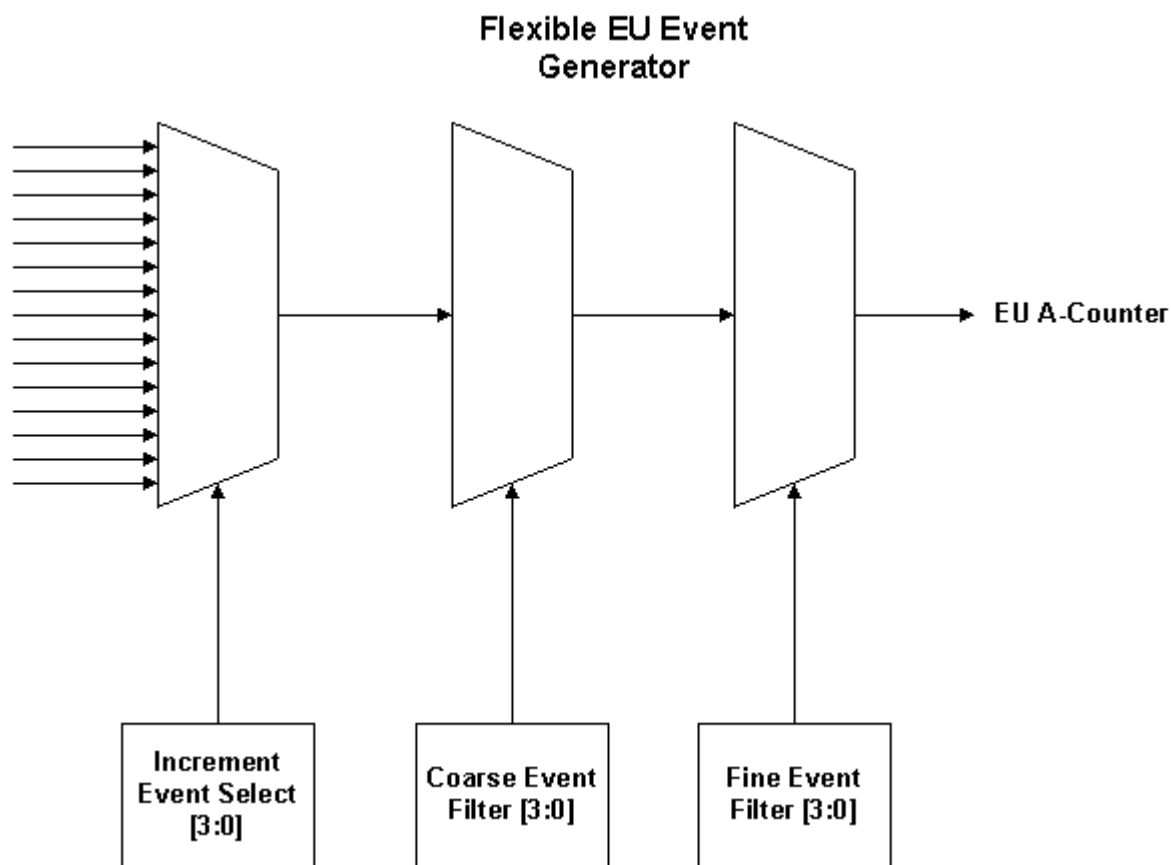 Flexible EU Event
Generator
EU A-Counter
Increment
Event Select
[3:0]
Coarse Event
Filter [3:0]
Fine Event
Filter [3:0]